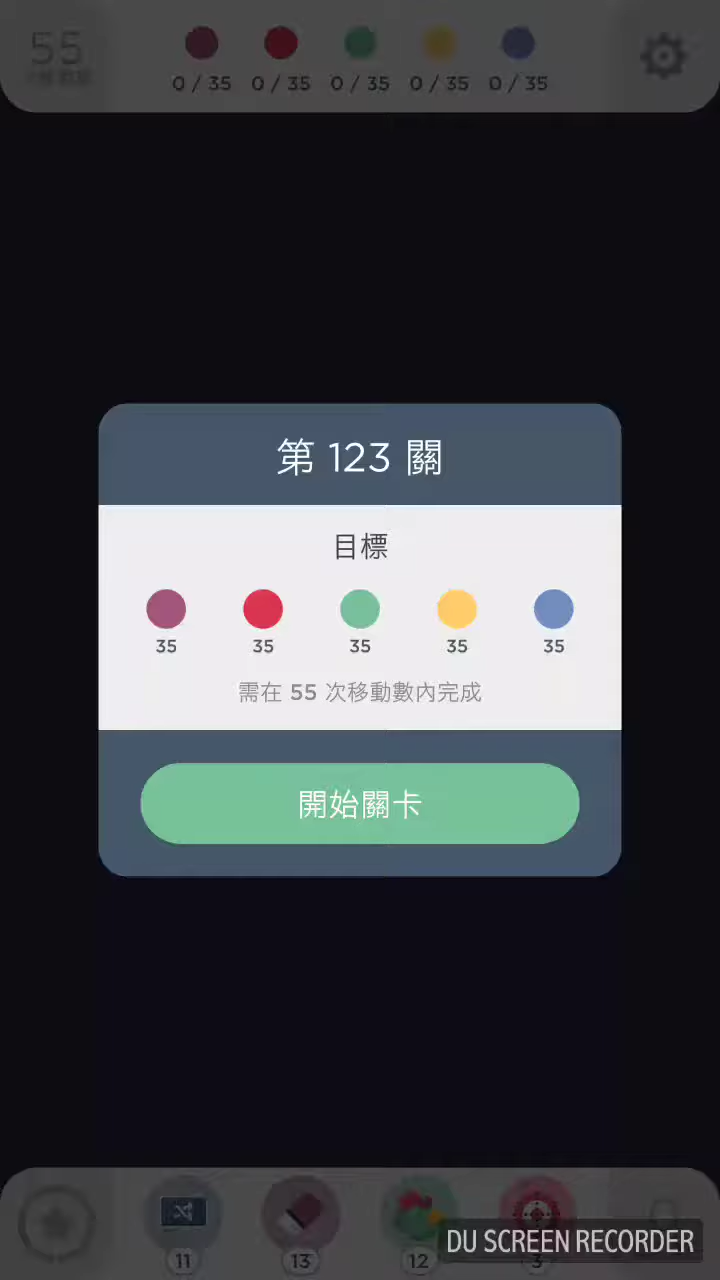 55
0 / 35 0 / 35 0 / 35 0 / 35 0 / 35
第 123 關
目標
35 35 35 35 35
需在 55 次移動數內完成
開始關卡
11 13 12 3
DU SCREEN RECORDER